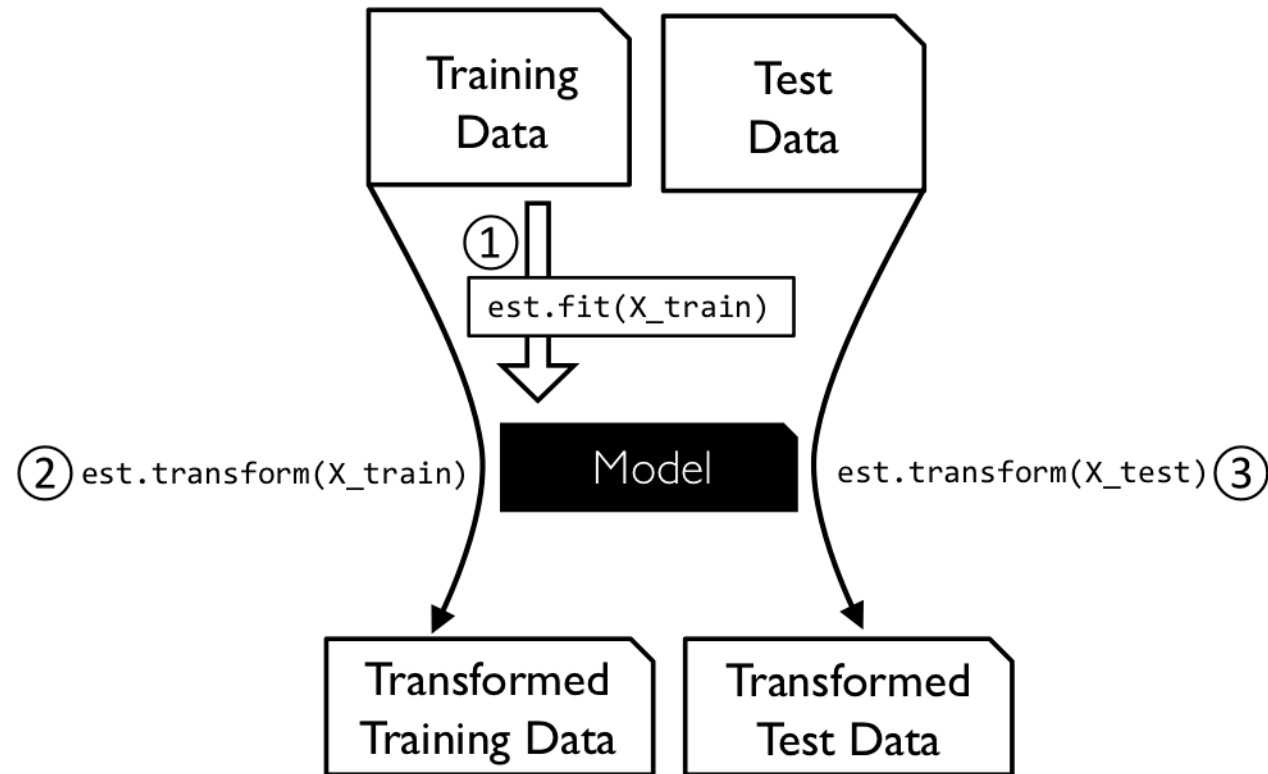 Training
Data
Test
Data
①
est.fit(X_train)
② est.transform(X_train)
Model
est.transform(X_test) ③
Transformed
Training Data
Transformed
Test Data